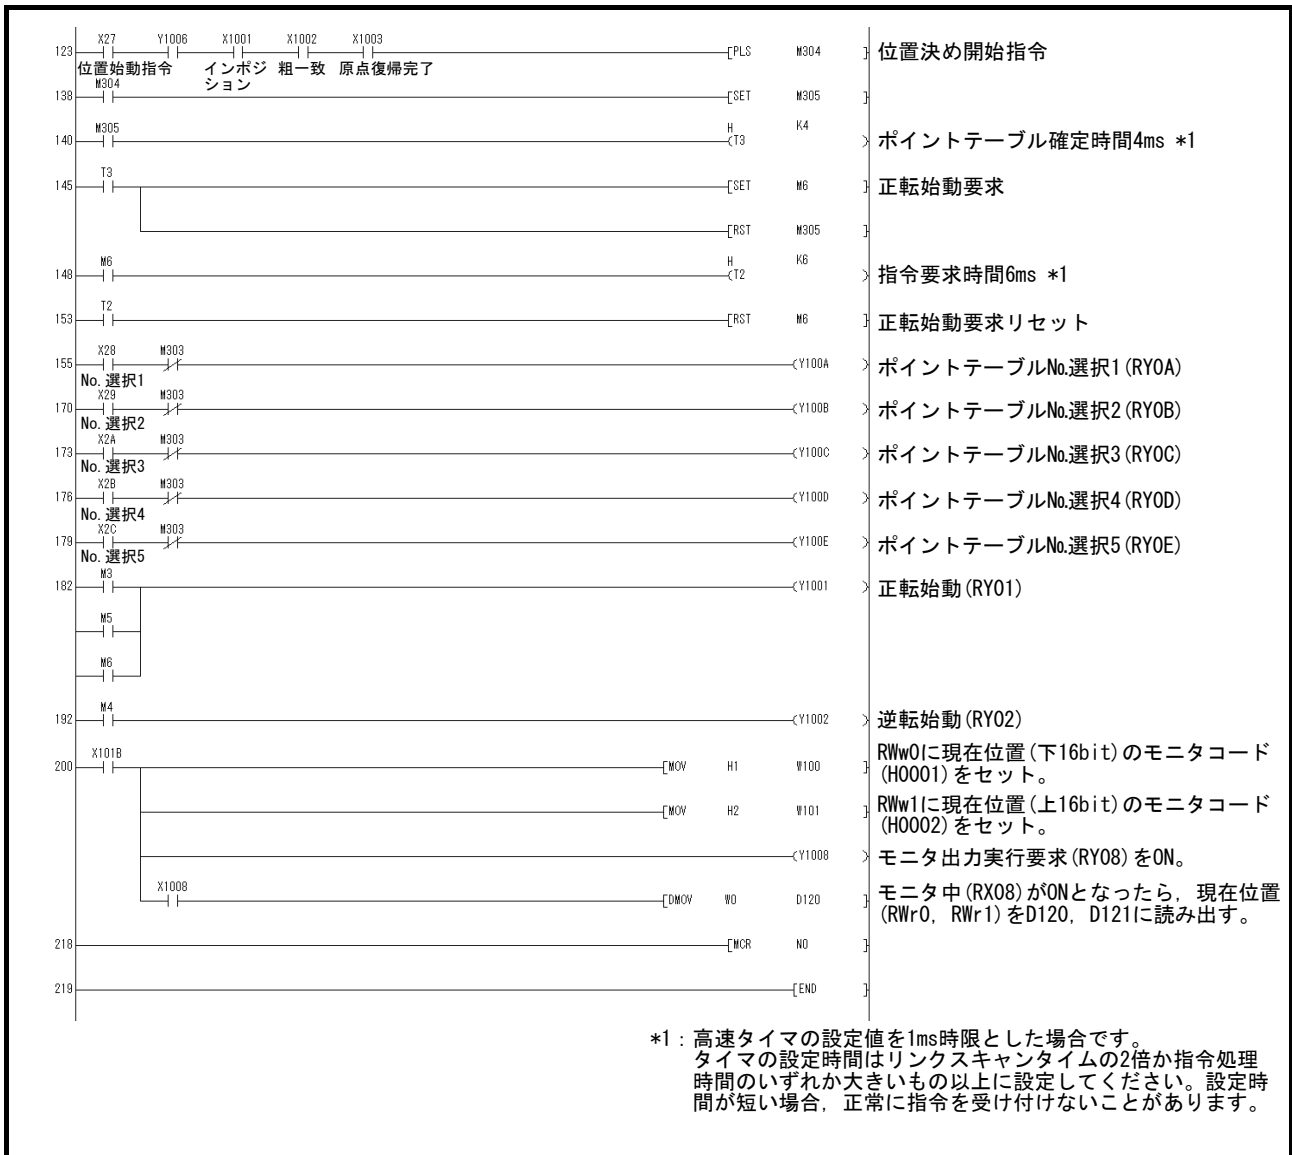 X27 Y1006 X1001 X1002 X1003
123 [PLS M304 ] 位置決め開始指令
位置始動指令 インポジション 粗一致 原点復帰完了
M304
138 [SET M305 ]
M305 H K4
140 (T3 ) ポイントテーブル確定時間4ms *1
T3
145 [SET M6 ] 正転始動要求
[RST M305 ]
M6 H K6
148 (T2 ) 指令要求時間6ms *1
T2
153 [RST M6 ] 正転始動要求リセット
X28 M303
155 (Y100A ) ポイントテーブル№選択1(RY0A)
No.選択1
X29 M303
170 (Y100B ) ポイントテーブル№選択2(RY0B)
No.選択2
X2A M303
173 (Y100C ) ポイントテーブル№選択3(RY0C)
No.選択3
X2B M303
176 (Y100D ) ポイントテーブル№選択4(RY0D)
No.選択4
X2C M303
179 (Y100E ) ポイントテーブル№選択5(RY0E)
No.選択5
M3
182 (Y1001 ) 正転始動(RY01)
M5
M6
M4
192 (Y1002 ) 逆転始動(RY02)
X101B
200 [MOV H1 W100 ] RWw0に現在位置(下16bit)のモニタコード
(H0001)をセット。
[MOV H2 W101 ] RWw1に現在位置(上16bit)のモニタコード
(H0002)をセット。
(Y1008 ) モニタ出力実行要求(RY08)をON。
X1008
[DMOV W0 D120 ] モニタ中(RX08)がONとなったら，現在位置
(RWr0，RWr1)をD120，D121に読み出す。
218 [MCR N0 ]
219 [END ]
*1：高速タイマの設定値を1ms時限とした場合です。
タイマの設定時間はリンクスキャンタイムの2倍か指令処理
時間のいずれか大きいもの以上に設定してください。設定時
間が短い場合，正常に指令を受け付けないことがあります。